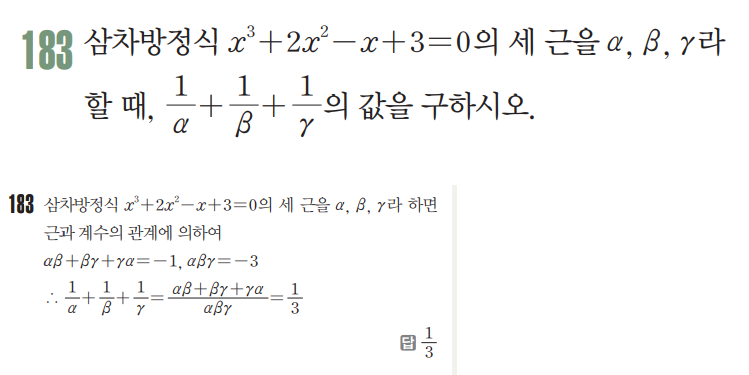 183 삼차방정식 x³+2x²-x+3=0의 세 근을 α, β, γ라
할 때, 1/α+1/β+1/γ의 값을 구하시오.
183 삼차방정식 x³+2x²-x+3=0의 세 근을 α, β, γ라 하면
근과 계수의 관계에 의하여
αβ+βγ+γα=-1, αβγ=-3
∴ 1/α+1/β+1/γ=(αβ+βγ+γα)/(αβγ)=1/3
답 1/3